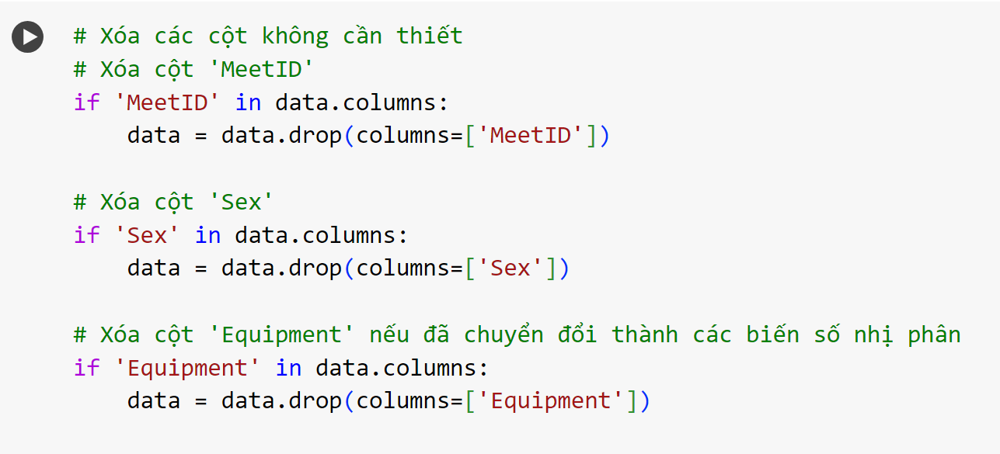 # Xóa các cột không cần thiết
# Xóa cột 'MeetID'
if 'MeetID' in data.columns:
    data = data.drop(columns=['MeetID'])
# Xóa cột 'Sex'
if 'Sex' in data.columns:
    data = data.drop(columns=['Sex'])
# Xóa cột 'Equipment' nếu đã chuyển đổi thành các biến số nhị phân
if 'Equipment' in data.columns:
    data = data.drop(columns=['Equipment'])